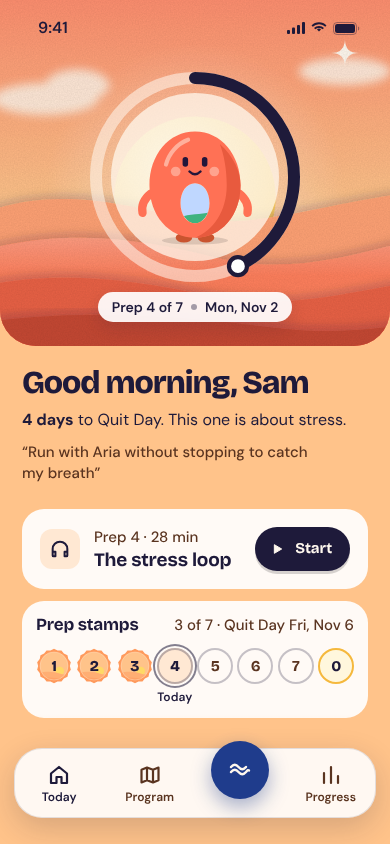 9:41
Prep 4 of 7 • Mon, Nov 2
Good morning, Sam
4 days to Quit Day. This one is about stress.
“Run with Aria without stopping to catch
my breath”
Prep 4 · 28 min
The stress loop
Start
Prep stamps
3 of 7 · Quit Day Fri, Nov 6
1 2 3 4 5 6 7 0
Today
Today Program Progress